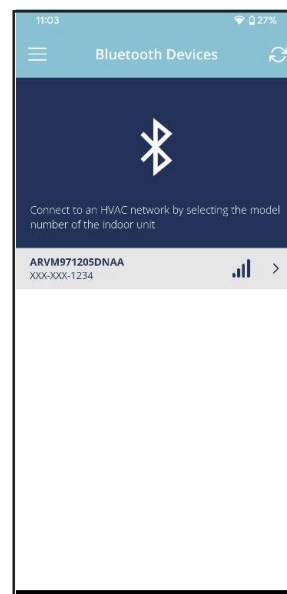 11:03 27%
Bluetooth Devices
Connect to an HVAC network by selecting the model
number of the indoor unit
ARVM971205DNAA
XXX-XXX-1234